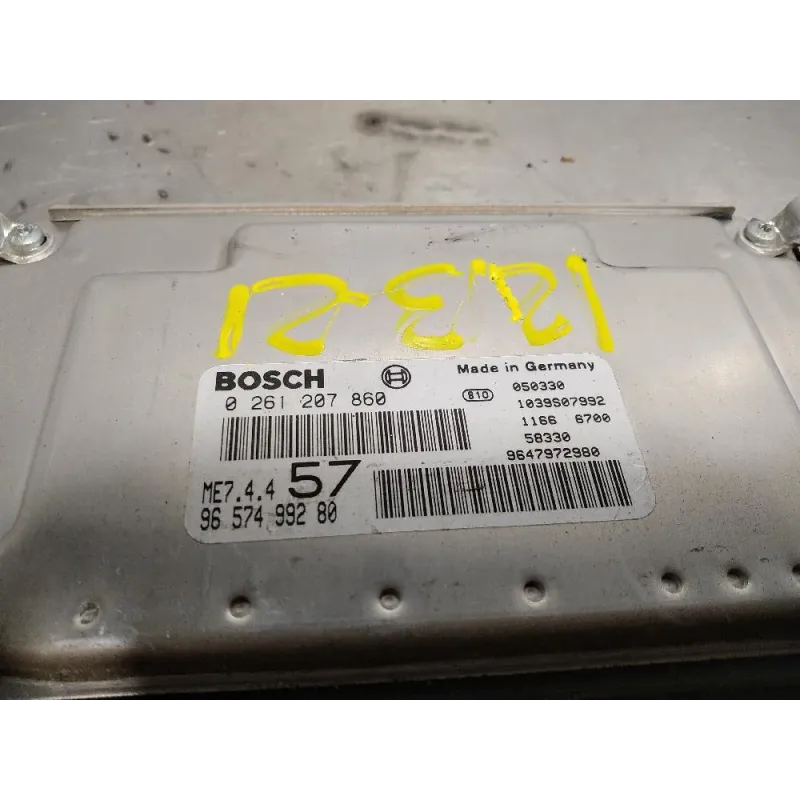 BOSCH
0 261 207 860
ME7.4.4 57
96 574 992 80
Made in Germany
B10
050330
1039S07992
1166 6700
58330
9647972980